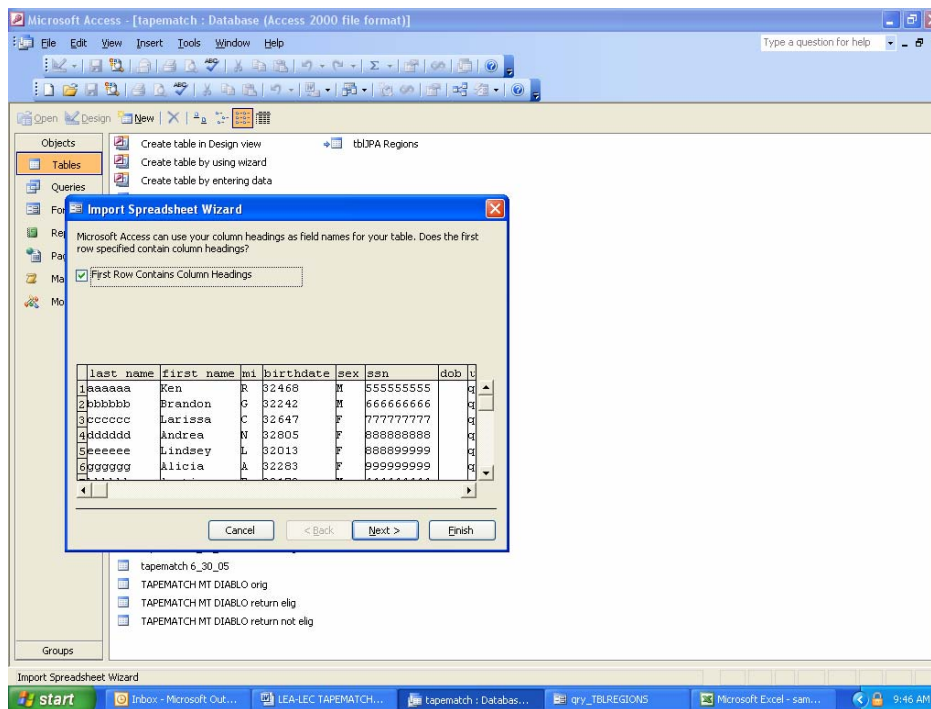 Microsoft Access - [tapematch : Database (Access 2000 file format)]
File Edit View Insert Tools Window Help
Type a question for help
Open Design New
Objects
Tables
Queries
Fo
Re
Pa
Ma
Mo
Groups
Create table in Design view
tblJPA Regions
Create table by using wizard
Create table by entering data
Import Spreadsheet Wizard
Microsoft Access can use your column headings as field names for your table. Does the first
row specified contain column headings?
First Row Contains Column Headings
last name first name mi birthdate sex ssn dob u
1 aaaaaa Ken R 32468 M 555555555 q
2 bbbbbb Brandon G 32242 M 666666666 q
3 cccccc Larissa C 32647 F 777777777 q
4 dddddd Andrea N 32805 F 888888888 q
5 eeeeee Lindsey L 32013 F 888899999 q
6 gggggg Alicia A 32283 F 999999999 q
Cancel < Back Next > Finish
tapematch 6_30_05
TAPEMATCH MT DIABLO orig
TAPEMATCH MT DIABLO return elig
TAPEMATCH MT DIABLO return not elig
Import Spreadsheet Wizard
start
Inbox - Microsoft Out...
LEA-LEC TAPEMATCH...
tapematch : Databas...
qry_TBLREGIONS
Microsoft Excel - sam...
9:46 AM